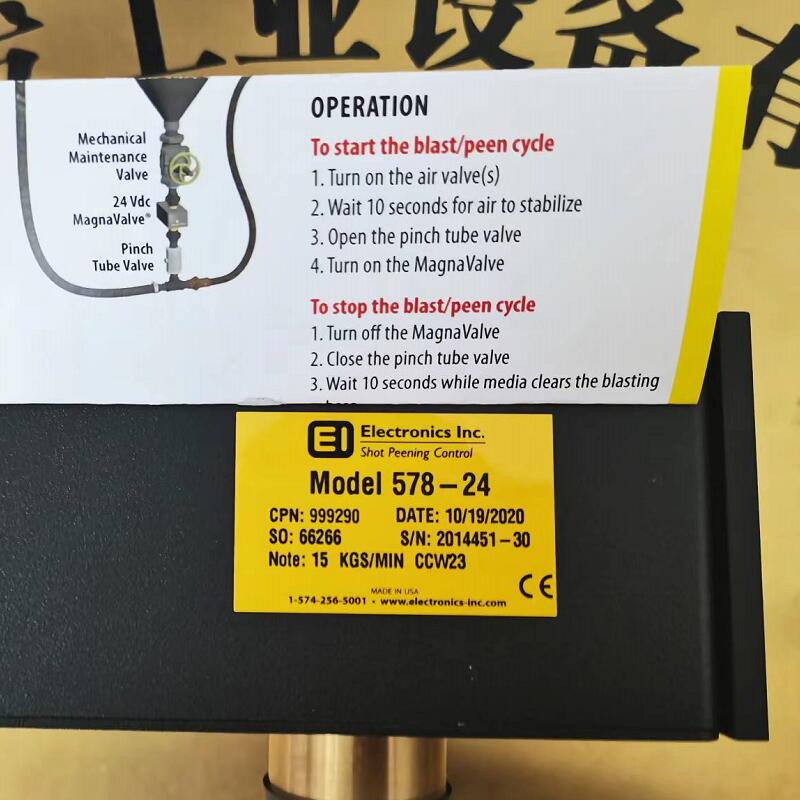 工业设备有
OPERATION
To start the blast/peen cycle
1. Turn on the air valve(s)
2. Wait 10 seconds for air to stabilize
3. Open the pinch tube valve
4. Turn on the MagnaValve
To stop the blast/peen cycle
1. Turn off the MagnaValve
2. Close the pinch tube valve
3. Wait 10 seconds while media clears the blasting
Mechanical
Maintenance
Valve
24 Vdc
MagnaValve®
Pinch
Tube Valve
EI Electronics Inc.
Shot Peening Control
Model 578-24
CPN: 999290 DATE: 10/19/2020
SO: 66266 S/N: 2014451-30
Note: 15 KGS/MIN CCW23
CE
MADE IN USA
1-574-256-5001 • www.electronics-inc.com